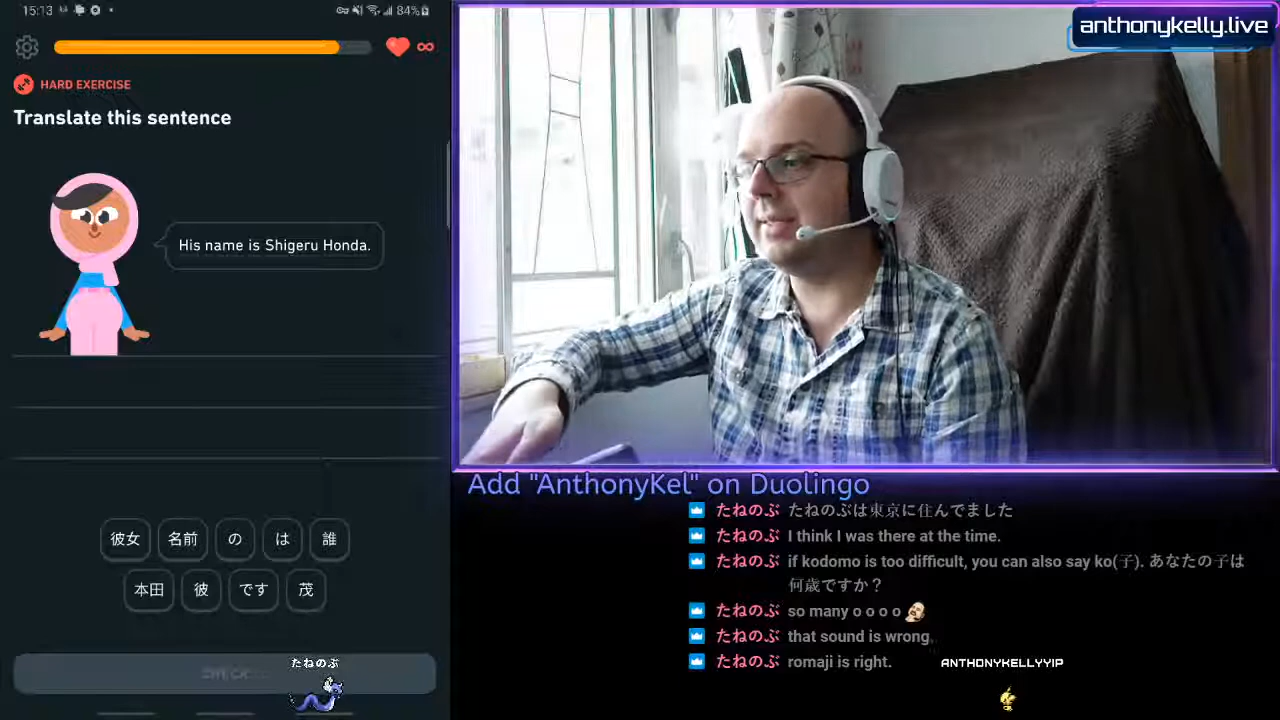 15:13
84%
HARD EXERCISE
Translate this sentence
His name is Shigeru Honda.
彼女 名前 の は 誰
本田 彼 です 茂
CHECK
たねのぶ
anthonykelly.live
Add "AnthonyKel" on Duolingo
たねのぶ たねのぶは東京に住んでました
たねのぶ I think I was there at the time.
たねのぶ if kodomo is too difficult, you can also say ko(子). あなたの子は
何歳ですか？
たねのぶ so many o o o o
たねのぶ that sound is wrong.
たねのぶ romaji is right.
ANTHONYKELLYYIP